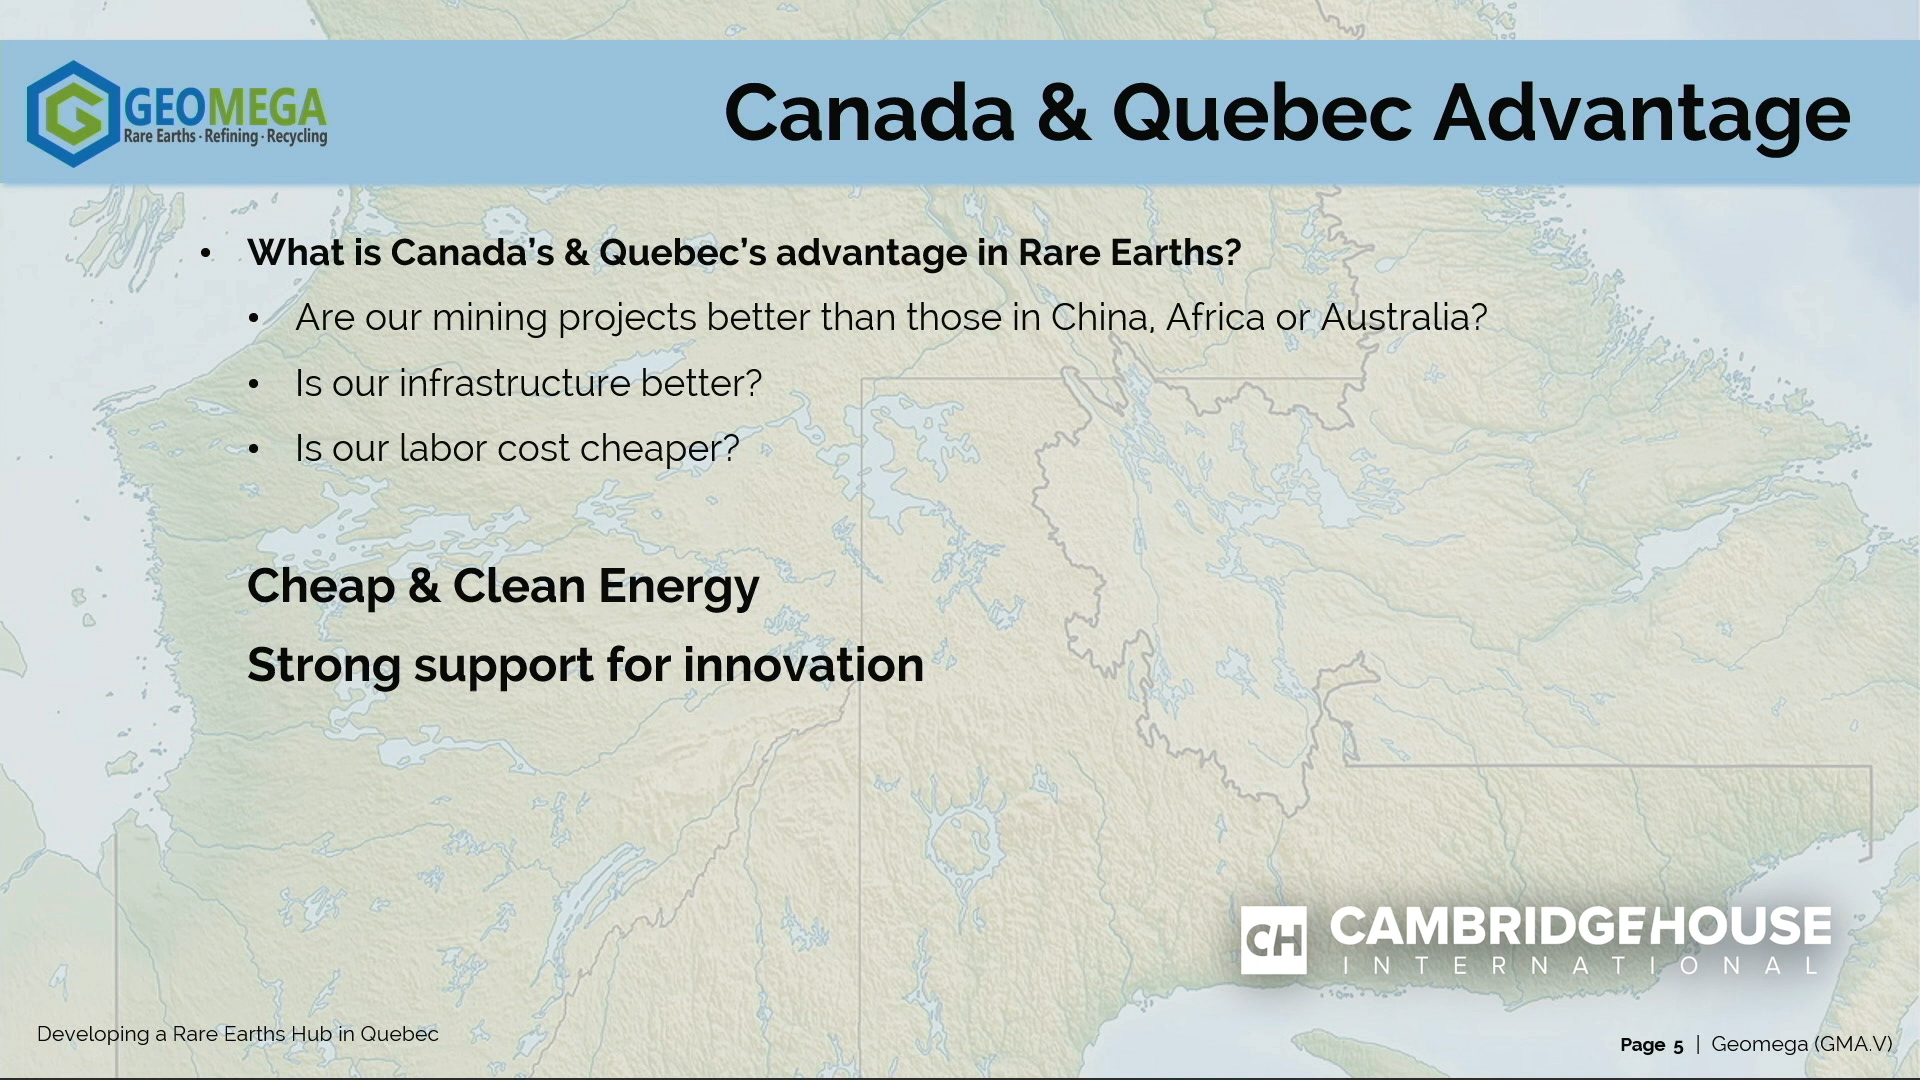 GEOMEGA
Rare Earths · Refining · Recycling
Canada & Quebec Advantage
• What is Canada’s & Quebec’s advantage in Rare Earths?
• Are our mining projects better than those in China, Africa or Australia?
• Is our infrastructure better?
• Is our labor cost cheaper?
Cheap & Clean Energy
Strong support for innovation
CH CAMBRIDGEHOUSE
INTERNATIONAL
Developing a Rare Earths Hub in Quebec
Page 5 | Geomega (GMA.V)